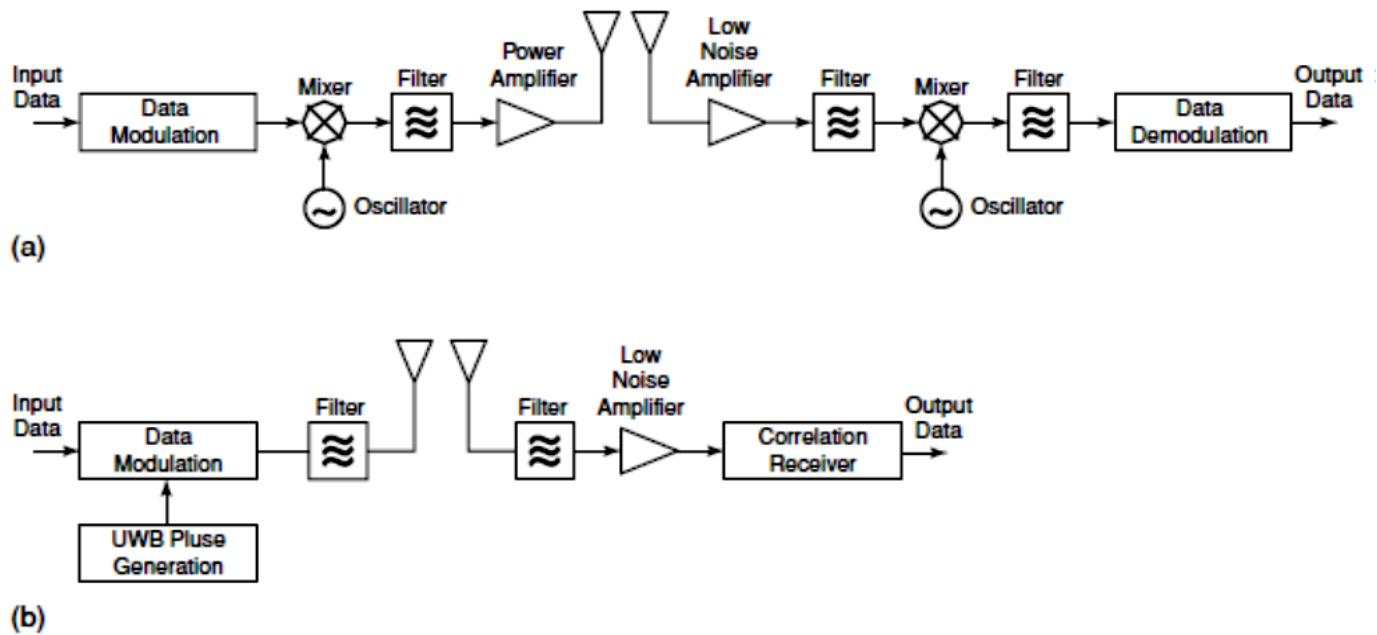 Input
Data
Data
Modulation
Mixer
Oscillator
Filter
Power
Amplifier
Low
Noise
Amplifier
Filter
Mixer
Oscillator
Filter
Data
Demodulation
Output :
Data
(a)
Input
Data
Data
Modulation
UWB Pluse
Generation
Filter
Filter
Low
Noise
Amplifier
Correlation
Receiver
Output
Data
(b)